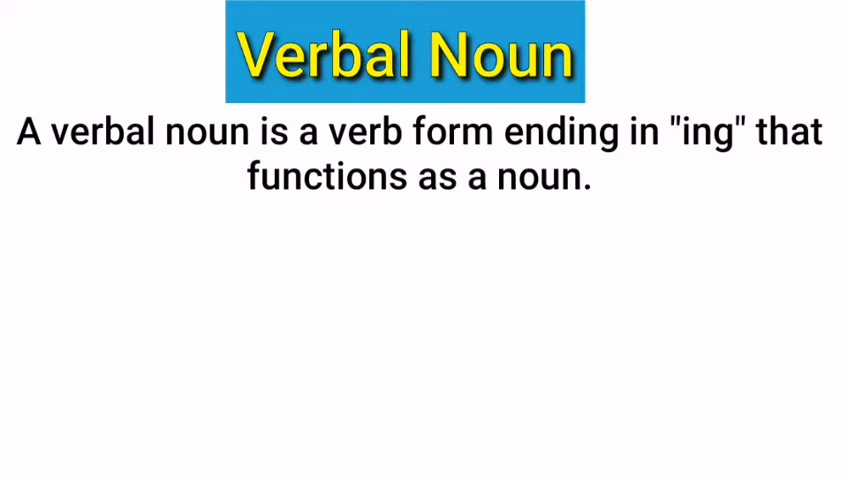 Verbal Noun
A verbal noun is a verb form ending in "ing" that
functions as a noun.